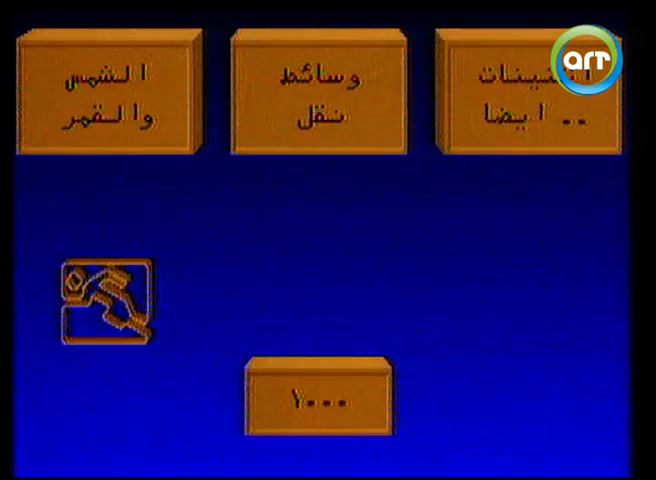 .. ايضا
وسائط
نقل
الشمس
والقمر
١٠٠٠
art